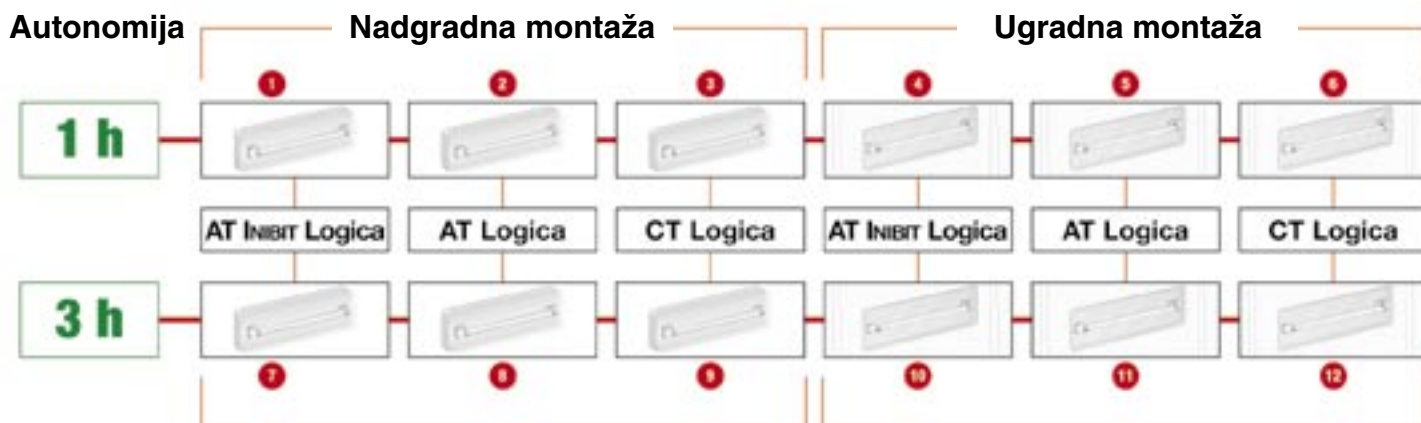 Autonomija Nadgradna montaža Ugradna montaža
1 2 3 4 5 6
1 h
AT INIBIT Logica AT Logica CT Logica AT INIBIT Logica AT Logica CT Logica
3 h
7 8 9 10 11 12